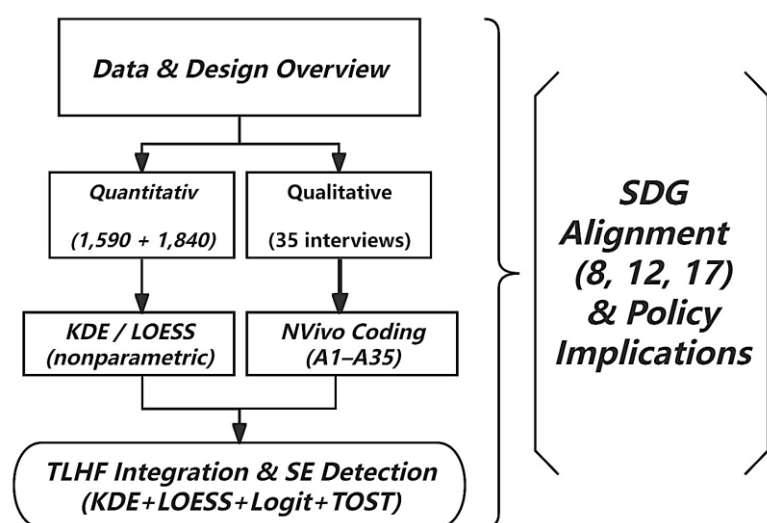 Data & Design Overview
Quantitativ
(1,590 + 1,840)
Qualitative
(35 interviews)
KDE / LOESS
(nonparametric)
NVivo Coding
(A1–A35)
TLHF Integration & SE Detection
(KDE+LOESS+Logit+TOST)
SDG
Alignment
(8, 12, 17)
& Policy
Implications